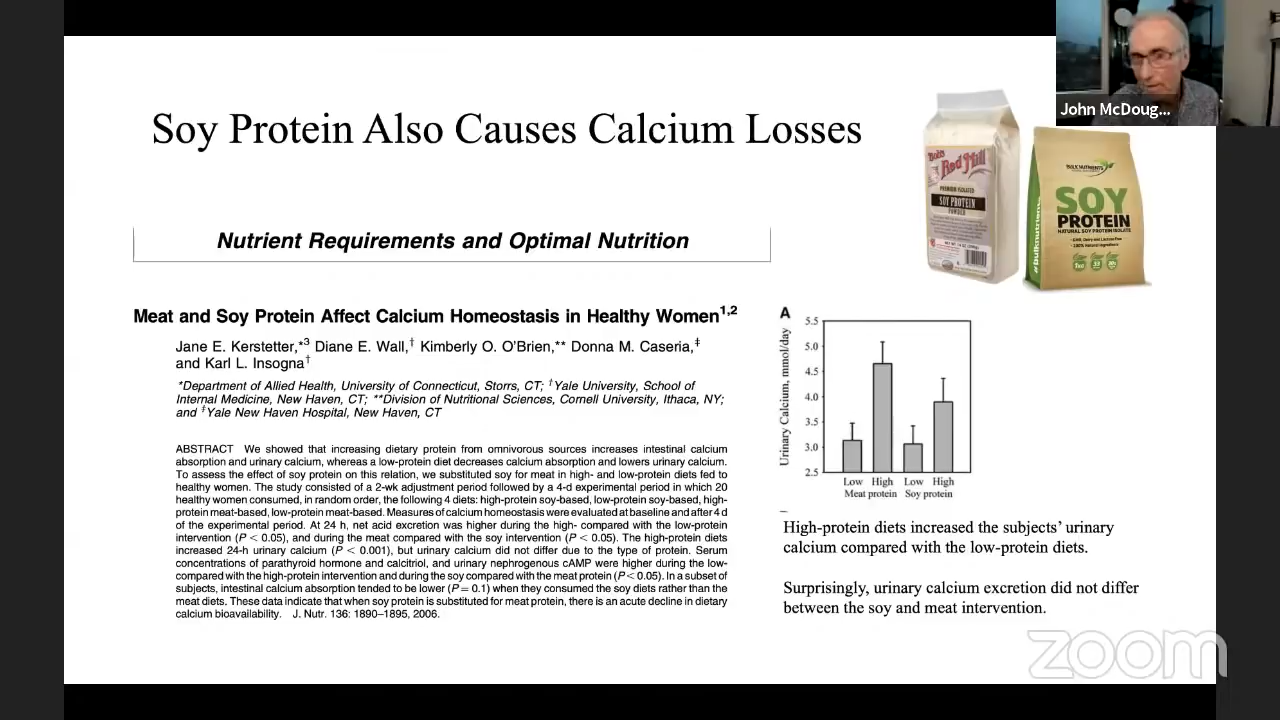 John McDoug...
Soy Protein Also Causes Calcium Losses
Bob's
Red Mill
PREMIUM ISOLATED
SOY PROTEIN
POWDER
BULK NUTRIENTS
SOY
PROTEIN
NATURAL SOY PROTEIN ISOLATE
Nutrient Requirements and Optimal Nutrition
Meat and Soy Protein Affect Calcium Homeostasis in Healthy Women1,2
Jane E. Kerstetter,*3 Diane E. Wall,† Kimberly O. O'Brien,** Donna M. Caseria,‡
and Karl L. Insogna†
*Department of Allied Health, University of Connecticut, Storrs, CT; †Yale University, School of
Internal Medicine, New Haven, CT; **Division of Nutritional Sciences, Cornell University, Ithaca, NY;
and ‡Yale New Haven Hospital, New Haven, CT
ABSTRACT We showed that increasing dietary protein from omnivorous sources increases intestinal calcium
absorption and urinary calcium, whereas a low-protein diet decreases calcium absorption and lowers urinary calcium.
To assess the effect of soy protein on this relation, we substituted soy for meat in high- and low-protein diets fed to
healthy women. The study consisted of a 2-wk adjustment period followed by a 4-d experimental period in which 20
healthy women consumed, in random order, the following 4 diets: high-protein soy-based, low-protein soy-based, high-
protein meat-based, low-protein meat-based. Measures of calcium homeostasis were evaluated at baseline and after 4 d
of the experimental period. At 24 h, net acid excretion was higher during the high- compared with the low-protein
intervention (P < 0.05), and during the meat compared with the soy intervention (P < 0.05). The high-protein diets
increased 24-h urinary calcium (P < 0.001), but urinary calcium did not differ due to the type of protein. Serum
concentrations of parathyroid hormone and calcitriol, and urinary nephrogenous cAMP were higher during the low-
compared with the high-protein intervention and during the soy compared with the meat protein (P < 0.05). In a subset of
subjects, intestinal calcium absorption tended to be lower (P = 0.1) when they consumed the soy diets rather than the
meat diets. These data indicate that when soy protein is substituted for meat protein, there is an acute decline in dietary
calcium bioavailability. J. Nutr. 136: 1890–1895, 2006.
A
Urinary Calcium, mmol/day
5.5
5.0
4.5
4.0
3.5
3.0
2.5
Low High Low High
Meat protein Soy protein
High-protein diets increased the subjects' urinary
calcium compared with the low-protein diets.
Surprisingly, urinary calcium excretion did not differ
between the soy and meat intervention.
zoom